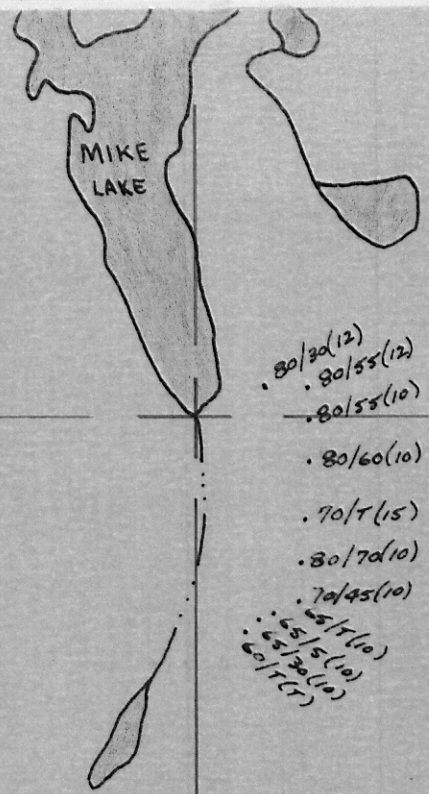 MIKE
LAKE
80/30(12)
80/55(12)
80/55(10)
80/60(10)
70/T(15)
80/70(10)
70/45(10)
65/T(10)
65/5(10)
65/30(10)
60/T(T)